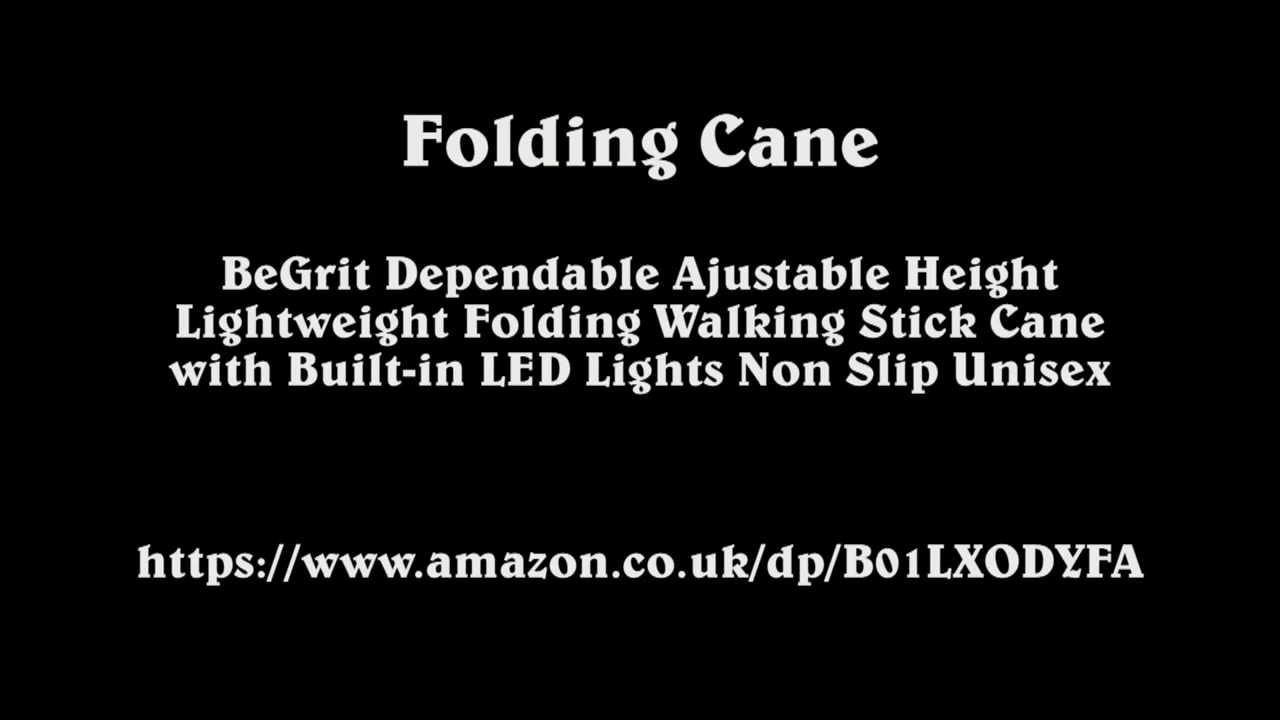 Folding Cane
BeGrit Dependable Ajustable Height
Lightweight Folding Walking Stick Cane
with Built-in LED Lights Non Slip Unisex
https://www.amazon.co.uk/dp/B01LXODYFA